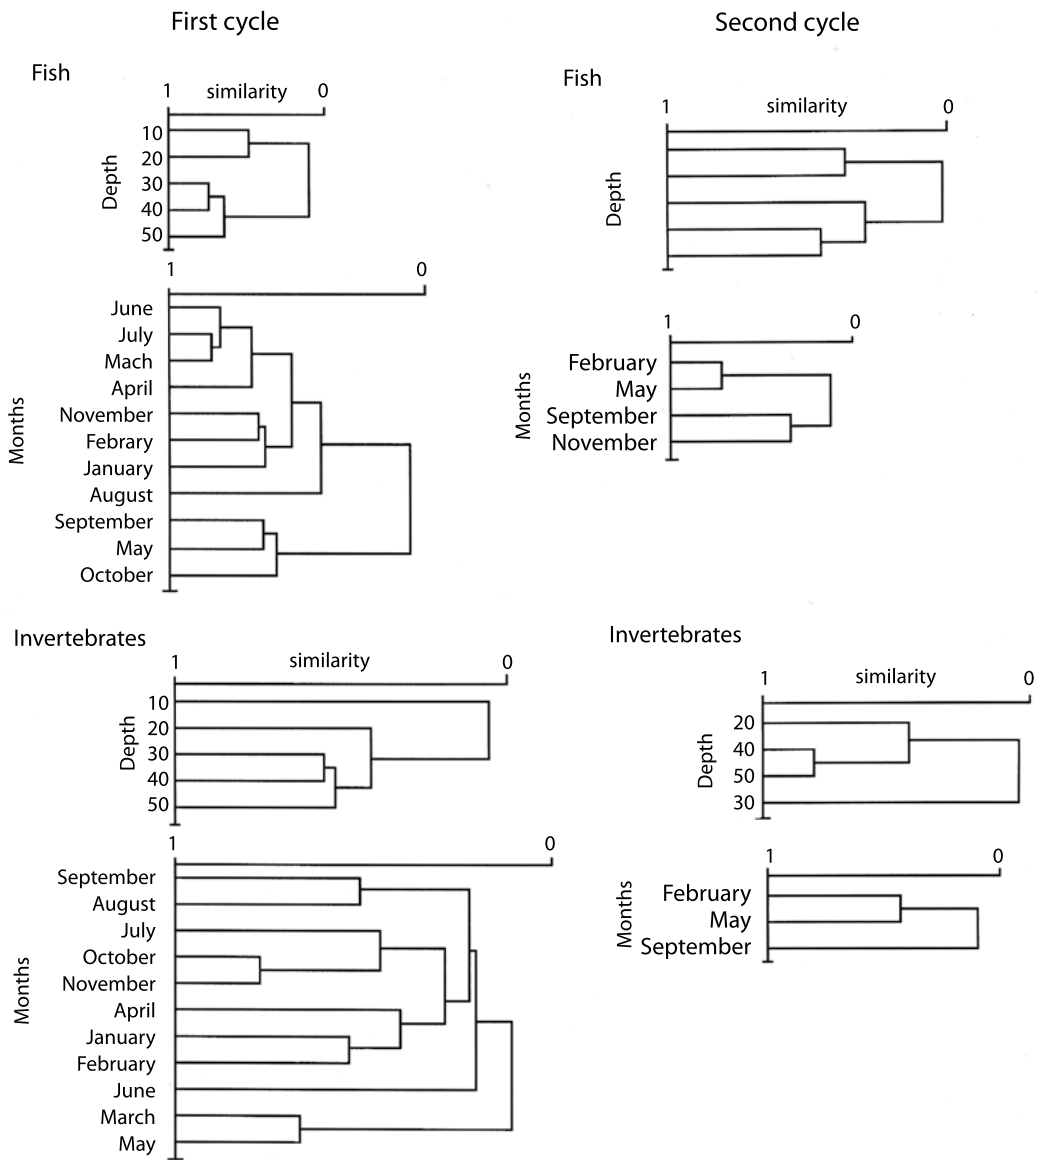 First cycle
Fish
1 similarity 0
Depth
10
20
30
40
50
1 0
Months
June
July
Mach
April
November
Febrary
January
August
September
May
October
Invertebrates
1 similarity 0
Depth
10
20
30
40
50
1 0
Months
September
August
July
October
November
April
January
February
June
March
May
Second cycle
Fish
1 similarity 0
Depth
1 0
Months
February
May
September
November
Invertebrates
1 similarity 0
Depth
20
40
50
30
1 0
Months
February
May
September